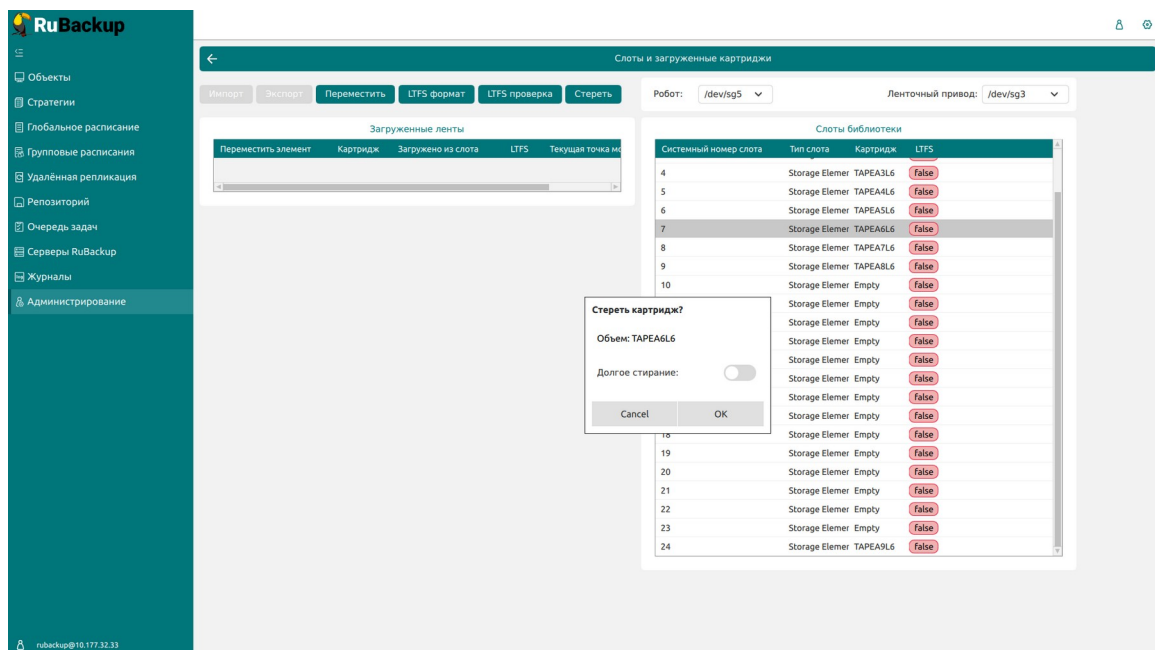 RuBackup
Объекты
Стратегии
Глобальное расписание
Групповые расписания
Удалённая репликация
Репозиторий
Очередь задач
Серверы RuBackup
Журналы
Администрирование
rubackup@10.177.32.33
Слоты и загруженные картриджи
Импорт Экспорт Переместить LTFS формат LTFS проверка Стереть
Робот: /dev/sg5 Ленточный привод: /dev/sg3
Загруженные ленты
Переместить элемент Картридж Загружено из слота LTFS Текущая точка мо
Слоты библиотеки
Системный номер слота Тип слота Картридж LTFS
4 Storage Elemer TAPEA3L6 false
5 Storage Elemer TAPEA4L6 false
6 Storage Elemer TAPEA5L6 false
7 Storage Elemer TAPEA6L6 false
8 Storage Elemer TAPEA7L6 false
9 Storage Elemer TAPEA8L6 false
10 Storage Elemer Empty false
Storage Elemer Empty false
Storage Elemer Empty false
Storage Elemer Empty false
Storage Elemer Empty false
Storage Elemer Empty false
Storage Elemer Empty false
Storage Elemer Empty false
18 Storage Elemer Empty false
19 Storage Elemer Empty false
20 Storage Elemer Empty false
21 Storage Elemer Empty false
22 Storage Elemer Empty false
23 Storage Elemer Empty false
24 Storage Elemer TAPEA9L6 false
Стереть картридж?
Объем: TAPEA6L6
Долгое стирание:
Cancel OK